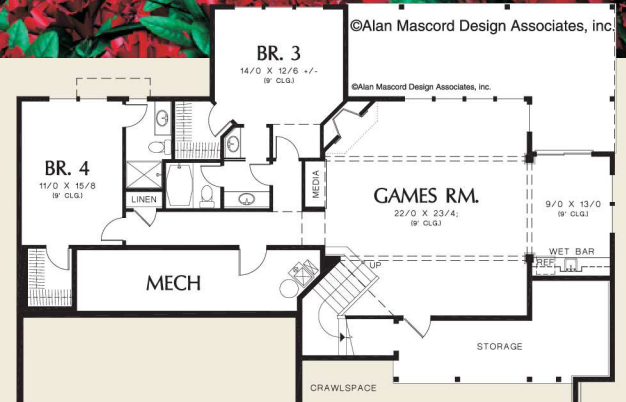 ©Alan Mascord Design Associates, inc.
BR. 3
14/0 X 12/6 +/-
(9' CLG.)
©Alan Mascord Design Associates, inc.
BR. 4
11/0 X 15/8
(9' CLG.)
LINEN
MEDIA
GAMES RM.
22/0 X 23/4;
(9' CLG.)
9/0 X 13/0
(9' CLG.)
WET BAR
REF.
UP
MECH
STORAGE
CRAWLSPACE